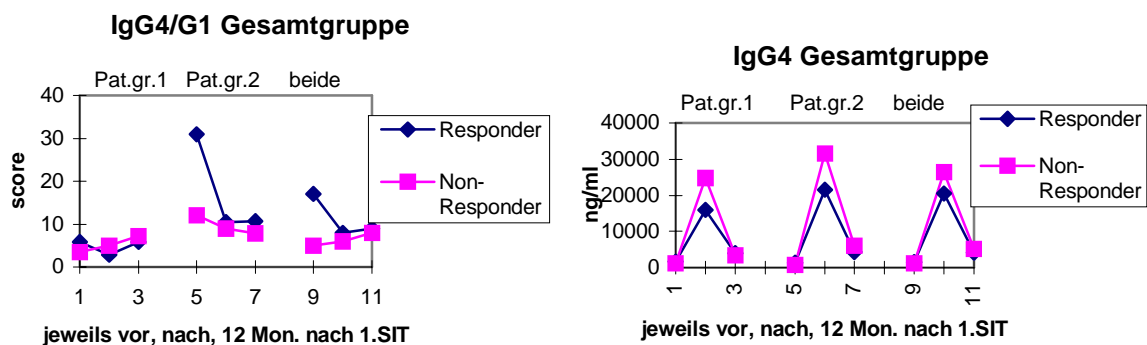 IgG4/G1 Gesamtgruppe
Pat.gr.1 Pat.gr.2 beide
40
30
20
10
0
score
1 3 5 7 9 11
jeweils vor, nach, 12 Mon. nach 1.SIT
Responder
Non-
Responder
IgG4 Gesamtgruppe
Pat.gr.1 Pat.gr.2 beide
40000
30000
20000
10000
0
ng/ml
1 3 5 7 9 11
jeweils vor, nach, 12 Mon. nach 1.SIT
Responder
Non-
Responder